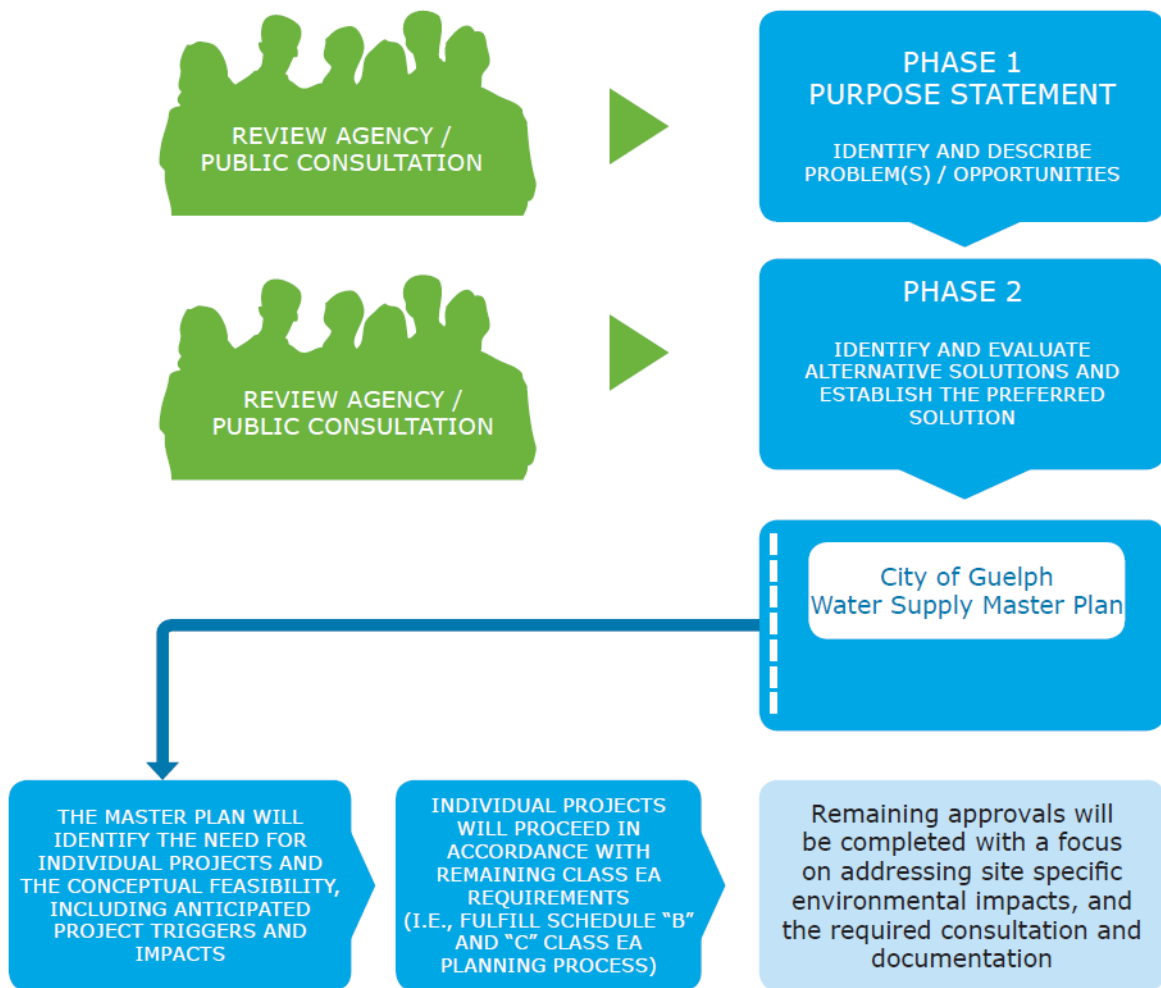 REVIEW AGENCY /
PUBLIC CONSULTATION
PHASE 1
PURPOSE STATEMENT
IDENTIFY AND DESCRIBE
PROBLEM(S) / OPPORTUNITIES
REVIEW AGENCY /
PUBLIC CONSULTATION
PHASE 2
IDENTIFY AND EVALUATE
ALTERNATIVE SOLUTIONS AND
ESTABLISH THE PREFERRED
SOLUTION
City of Guelph
Water Supply Master Plan
THE MASTER PLAN WILL
IDENTIFY THE NEED FOR
INDIVIDUAL PROJECTS AND
THE CONCEPTUAL FEASIBILITY,
INCLUDING ANTICIPATED
PROJECT TRIGGERS AND
IMPACTS
INDIVIDUAL PROJECTS
WILL PROCEED IN
ACCORDANCE WITH
REMAINING CLASS EA
REQUIREMENTS
(I.E., FULFILL SCHEDULE “B”
AND “C” CLASS EA
PLANNING PROCESS)
Remaining approvals will
be completed with a focus
on addressing site specific
environmental impacts, and
the required consultation and
documentation